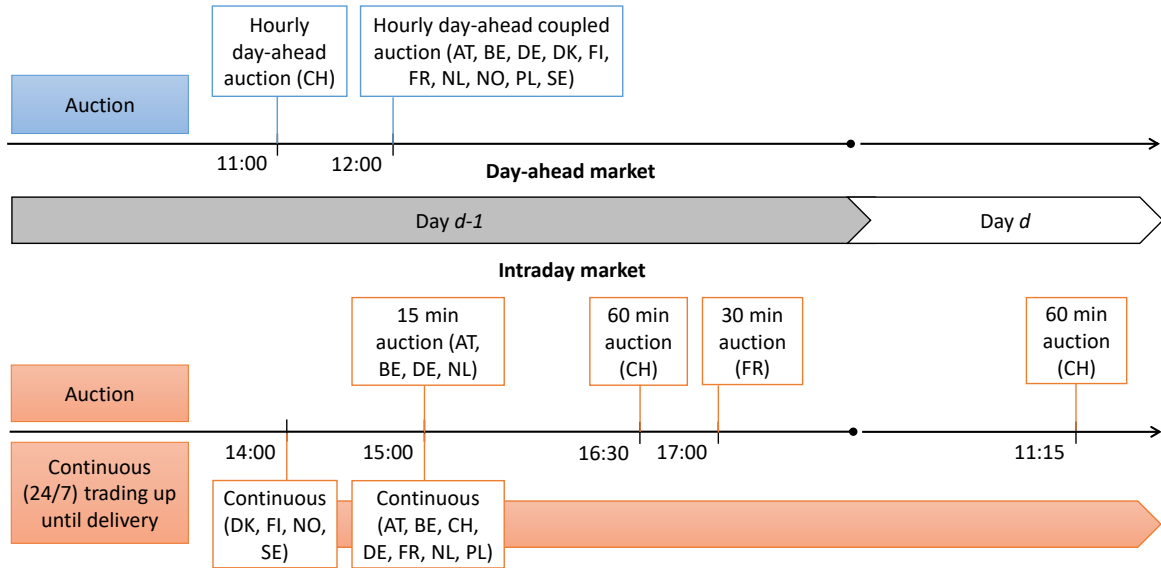 Hourly
day-ahead
auction (CH)
Hourly day-ahead coupled
auction (AT, BE, DE, DK, FI,
FR, NL, NO, PL, SE)
Auction
11:00
12:00
Day-ahead market
Day d-1
Day d
Intraday market
15 min
auction (AT,
BE, DE, NL)
60 min
auction
(CH)
30 min
auction
(FR)
60 min
auction
(CH)
Auction
14:00
15:00
16:30
17:00
11:15
Continuous
(24/7) trading up
until delivery
Continuous
(DK, FI, NO,
SE)
Continuous
(AT, BE, CH,
DE, FR, NL, PL)